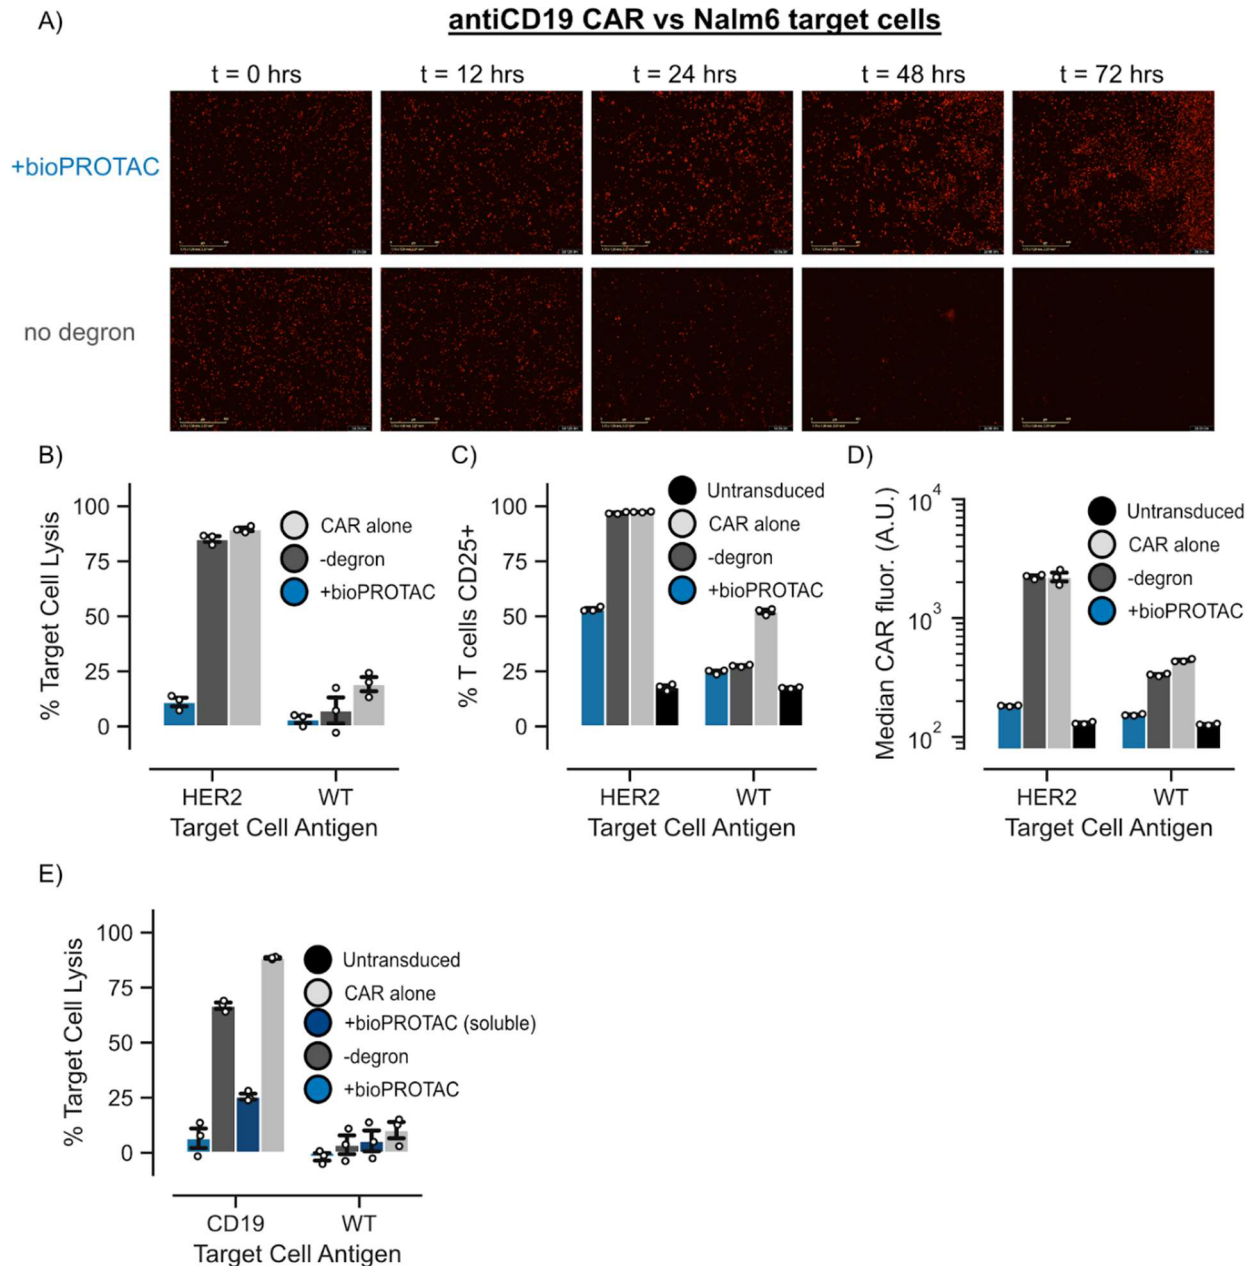 A)
antiCD19 CAR vs Nalm6 target cells
t = 0 hrs
t = 12 hrs
t = 24 hrs
t = 48 hrs
t = 72 hrs
+bioPROTAC
no degron
B)
% Target Cell Lysis
100
75
50
25
0
CAR alone
-degron
+bioPROTAC
HER2
WT
Target Cell Antigen
C)
% T cells CD25+
100
75
50
25
0
Untransduced
CAR alone
-degron
+bioPROTAC
HER2
WT
Target Cell Antigen
D)
Median CAR fluor. (A.U.)
10⁴
10³
10²
Untransduced
CAR alone
-degron
+bioPROTAC
HER2
WT
Target Cell Antigen
E)
% Target Cell Lysis
100
75
50
25
0
Untransduced
CAR alone
+bioPROTAC (soluble)
-degron
+bioPROTAC
CD19
WT
Target Cell Antigen